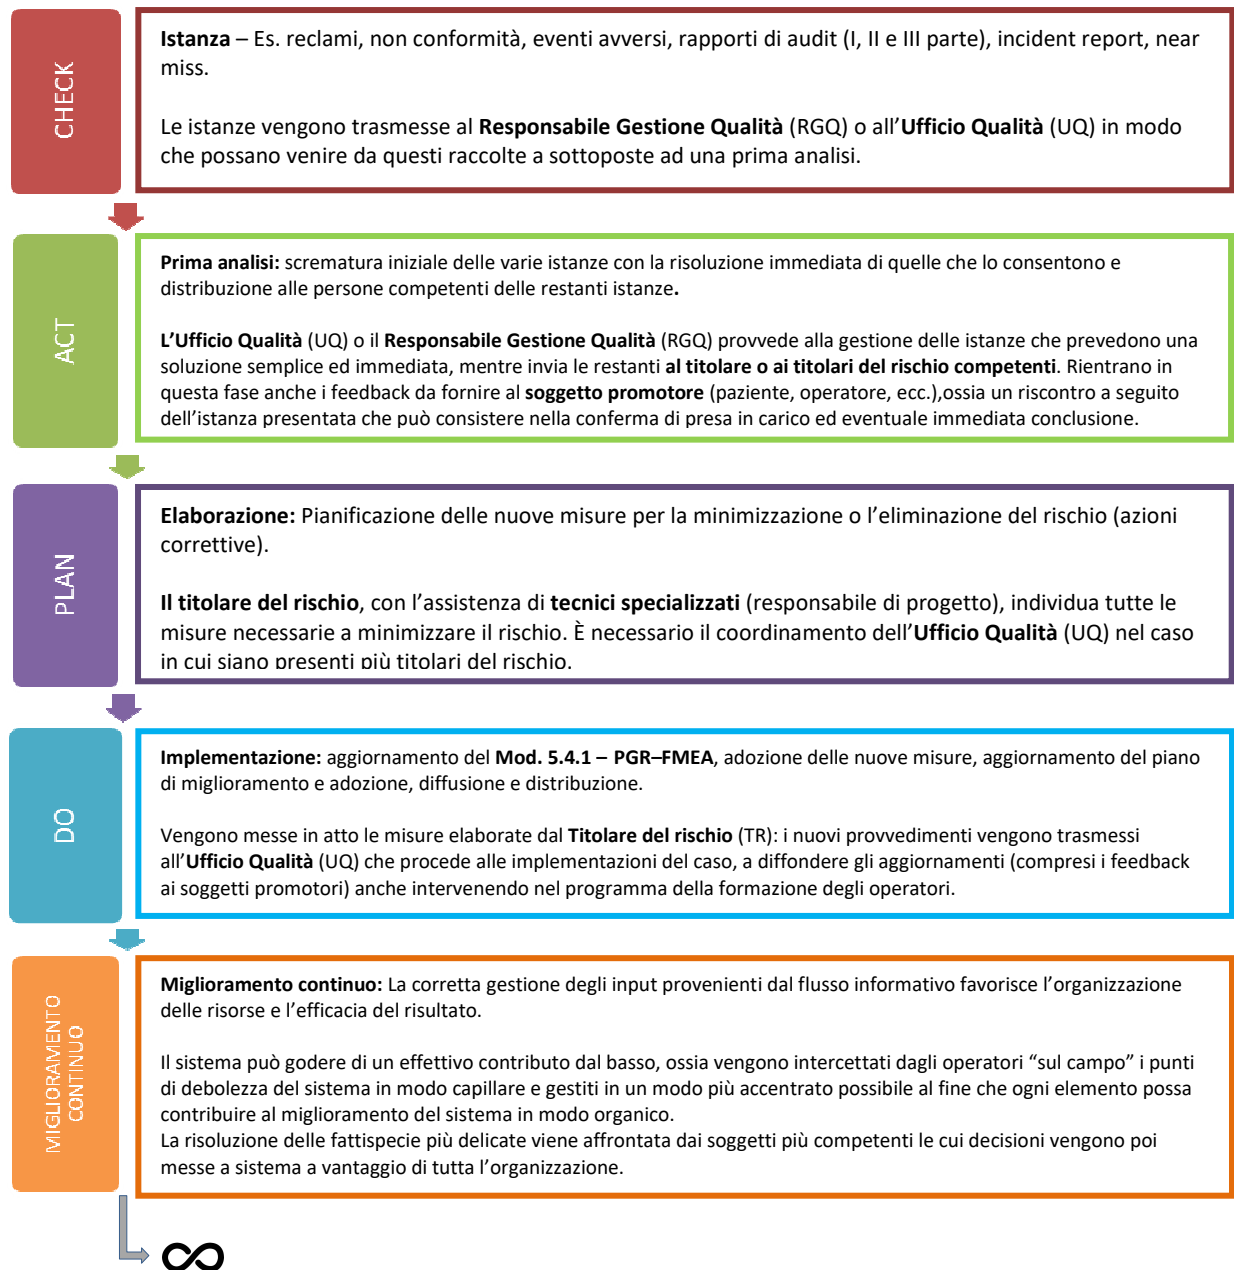 CHECK
Istanza – Es. reclami, non conformità, eventi avversi, rapporti di audit (I, II e III parte), incident report, near
miss.
Le istanze vengono trasmesse al Responsabile Gestione Qualità (RGQ) o all’Ufficio Qualità (UQ) in modo
che possano venire da questi raccolte a sottoposte ad una prima analisi.
ACT
Prima analisi: scrematura iniziale delle varie istanze con la risoluzione immediata di quelle che lo consentono e
distribuzione alle persone competenti delle restanti istanze.
L’Ufficio Qualità (UQ) o il Responsabile Gestione Qualità (RGQ) provvede alla gestione delle istanze che prevedono una
soluzione semplice ed immediata, mentre invia le restanti al titolare o ai titolari del rischio competenti. Rientrano in
questa fase anche i feedback da fornire al soggetto promotore (paziente, operatore, ecc.),ossia un riscontro a seguito
dell’istanza presentata che può consistere nella conferma di presa in carico ed eventuale immediata conclusione.
PLAN
Elaborazione: Pianificazione delle nuove misure per la minimizzazione o l’eliminazione del rischio (azioni
correttive).
Il titolare del rischio, con l’assistenza di tecnici specializzati (responsabile di progetto), individua tutte le
misure necessarie a minimizzare il rischio. È necessario il coordinamento dell’Ufficio Qualità (UQ) nel caso
in cui siano presenti più titolari del rischio.
DO
Implementazione: aggiornamento del Mod. 5.4.1 – PGR–FMEA, adozione delle nuove misure, aggiornamento del piano
di miglioramento e adozione, diffusione e distribuzione.
Vengono messe in atto le misure elaborate dal Titolare del rischio (TR): i nuovi provvedimenti vengono trasmessi
all’Ufficio Qualità (UQ) che procede alle implementazioni del caso, a diffondere gli aggiornamenti (compresi i feedback
ai soggetti promotori) anche intervenendo nel programma della formazione degli operatori.
MIGLIORAMENTO
CONTINUO
Miglioramento continuo: La corretta gestione degli input provenienti dal flusso informativo favorisce l’organizzazione
delle risorse e l’efficacia del risultato.
Il sistema può godere di un effettivo contributo dal basso, ossia vengono intercettati dagli operatori “sul campo” i punti
di debolezza del sistema in modo capillare e gestiti in un modo più accentrato possibile al fine che ogni elemento possa
contribuire al miglioramento del sistema in modo organico.
La risoluzione delle fattispecie più delicate viene affrontata dai soggetti più competenti le cui decisioni vengono poi
messe a sistema a vantaggio di tutta l’organizzazione.
∞